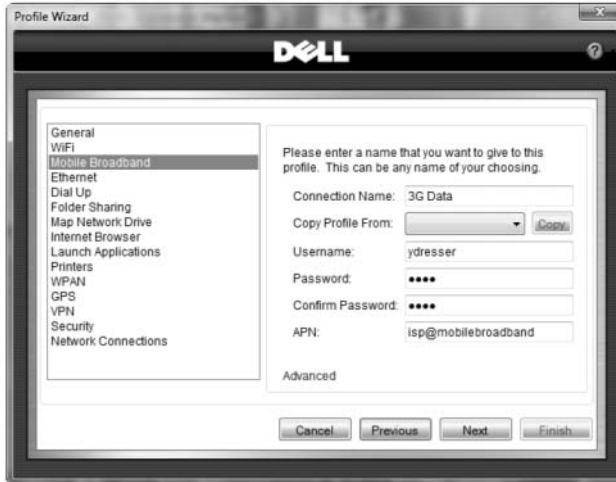 Profile Wizard
DELL
General
WiFi
Mobile Broadband
Ethernet
Dial Up
Folder Sharing
Map Network Drive
Internet Browser
Launch Applications
Printers
WPAN
GPS
VPN
Security
Network Connections
Please enter a name that you want to give to this
profile. This can be any name of your choosing.
Connection Name: 3G Data
Copy Profile From: Copy
Username: ydresser
Password: ••••
Confirm Password: ••••
APN: isp@mobilebroadband
Advanced
Cancel Previous Next Finish